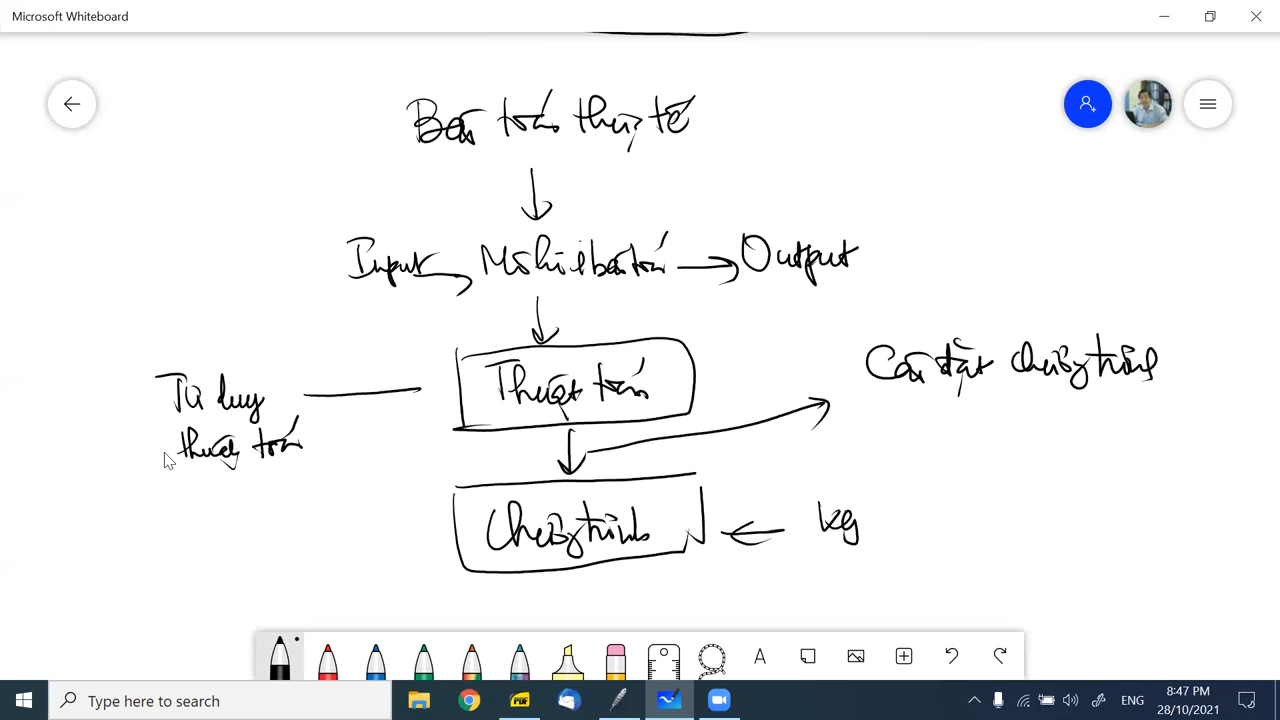 Microsoft Whiteboard
Bài toán thực tế
Input
Mô hình bài toán
Output
Thuật toán
Cài đặt chương trình
Tư duy
thuật toán
Chương trình
A
Type here to search
PDF
ENG
8:47 PM
28/10/2021